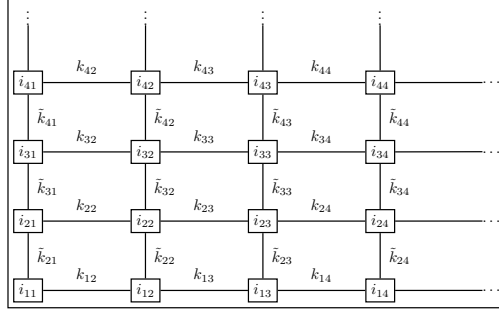 ⋮ ⋮ ⋮ ⋮
k₄₂ k₄₃ k₄₄
i₄₁ i₄₂ i₄₃ i₄₄ ⋯
k̃₄₁ k̃₄₂ k̃₄₃ k̃₄₄
k₃₂ k₃₃ k₃₄
i₃₁ i₃₂ i₃₃ i₃₄ ⋯
k̃₃₁ k̃₃₂ k̃₃₃ k̃₃₄
k₂₂ k₂₃ k₂₄
i₂₁ i₂₂ i₂₃ i₂₄ ⋯
k̃₂₁ k̃₂₂ k̃₂₃ k̃₂₄
k₁₂ k₁₃ k₁₄
i₁₁ i₁₂ i₁₃ i₁₄ ⋯